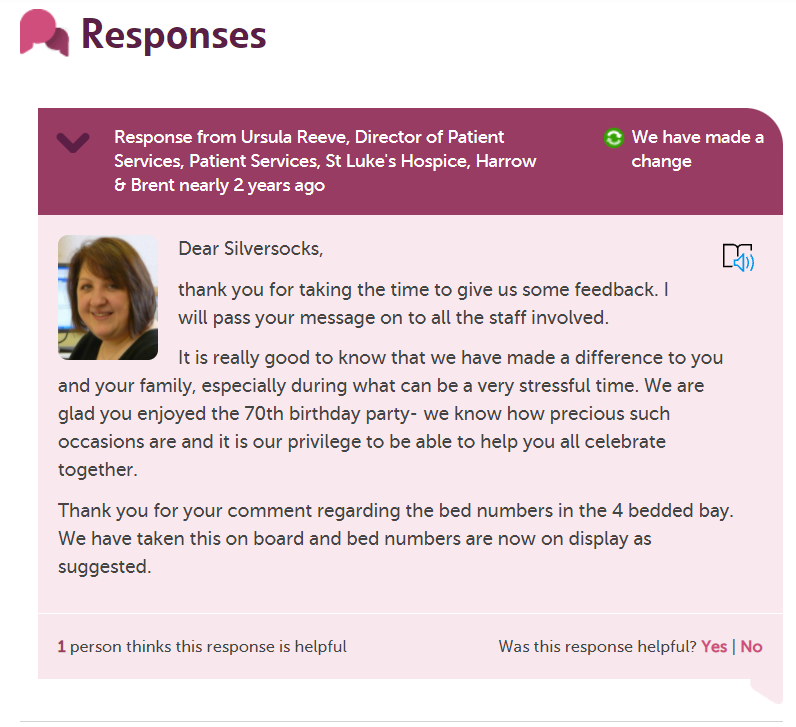 Responses
Response from Ursula Reeve, Director of Patient
Services, Patient Services, St Luke's Hospice, Harrow
& Brent nearly 2 years ago
We have made a
change
Dear Silversocks,
thank you for taking the time to give us some feedback. I
will pass your message on to all the staff involved.
It is really good to know that we have made a difference to you
and your family, especially during what can be a very stressful time. We are
glad you enjoyed the 70th birthday party- we know how precious such
occasions are and it is our privilege to be able to help you all celebrate
together.
Thank you for your comment regarding the bed numbers in the 4 bedded bay.
We have taken this on board and bed numbers are now on display as
suggested.
1 person thinks this response is helpful
Was this response helpful? Yes | No